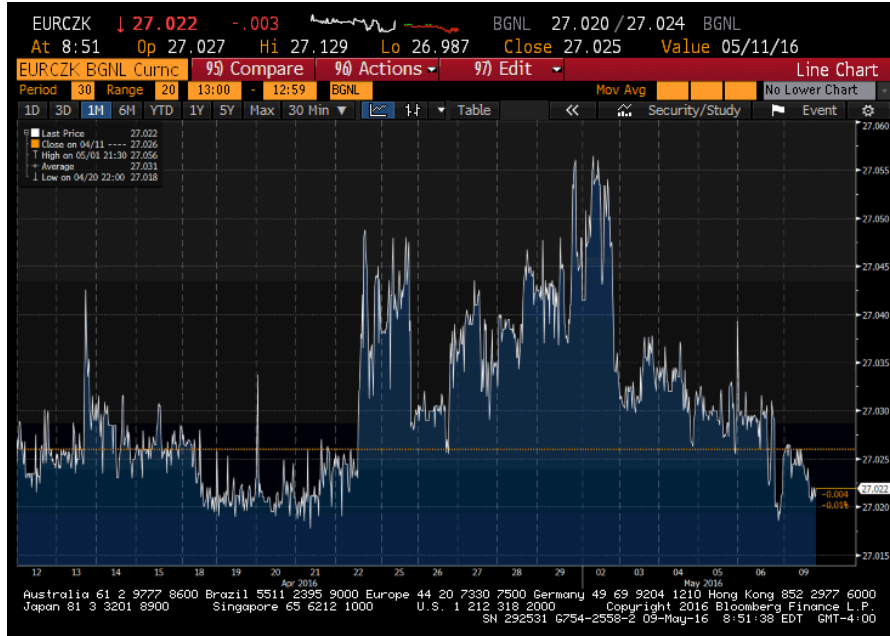 EURCZK ↓ 27.022 -.003 BGNL 27.020 / 27.024 BGNL
At 8:51 Op 27.027 Hi 27.129 Lo 26.987 Close 27.025 Value 05/11/16
EURCZK BGNL Curnc 95) Compare 96) Actions 97) Edit Line Chart
Period 30 Range 20 13:00 - 12:59 BGNL Mov Avg No Lower Chart
1D 3D 1M 6M YTD 1Y 5Y Max 30 Min ▼ Table « Security/Study Event
Last Price 27.022
Close on 04/11 ---- 27.026
High on 05/01 21:30 27.056
Average 27.031
Low on 04/20 22:00 27.018
27.060
27.055
27.050
27.045
27.040
27.035
27.030
27.025
27.022
-0.004
-0.01%
27.020
27.015
12 13 14 15 18 19 20 21 22 25 26 27 28 29 02 03 04 05 06 09
Apr 2016 May 2016
Australia 61 2 9777 8600 Brazil 5511 2395 9000 Europe 44 20 7330 7500 Germany 49 69 9204 1210 Hong Kong 852 2977 6000
Japan 81 3 3201 8900 Singapore 65 6212 1000 U.S. 1 212 318 2000 Copyright 2016 Bloomberg Finance L.P.
SN 292531 G754-2558-2 09-May-16 8:51:38 EDT GMT-4:00